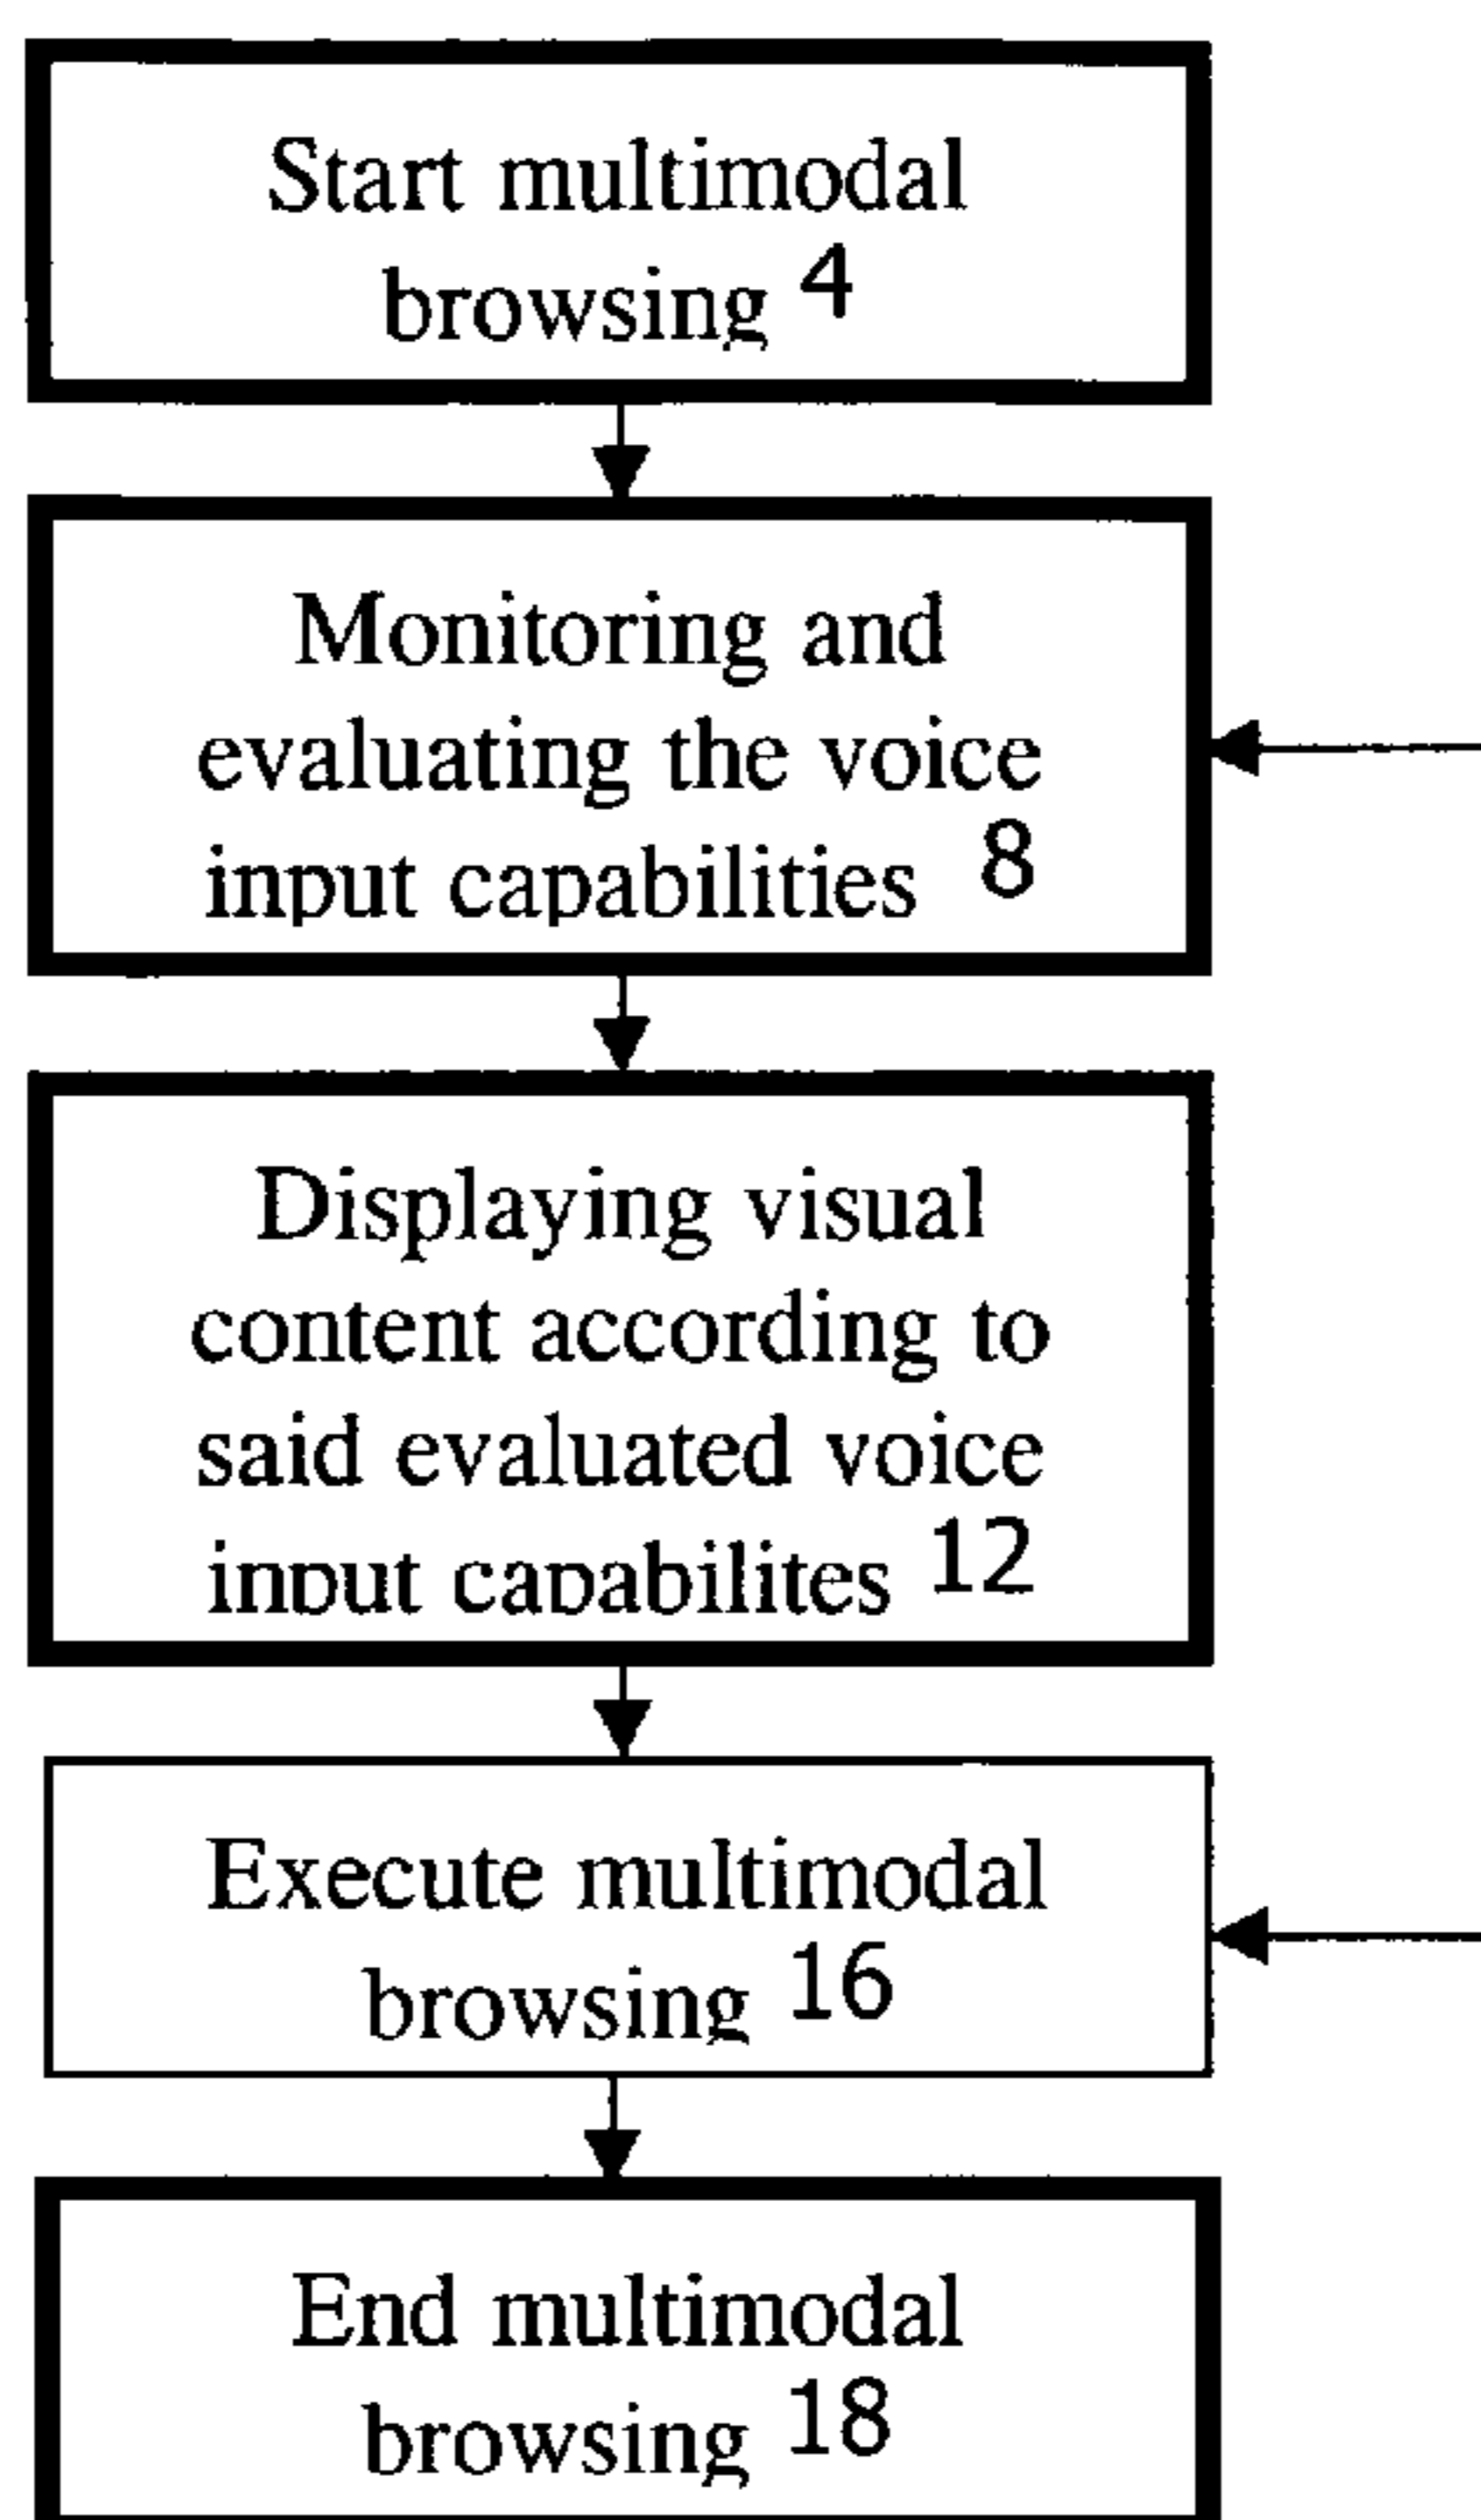 Start multimodal
browsing 4
Monitoring and
evaluating the voice
input capabilities 8
Displaying visual
content according to
said evaluated voice
input capabilites 12
Execute multimodal
browsing 16
End multimodal
browsing 18